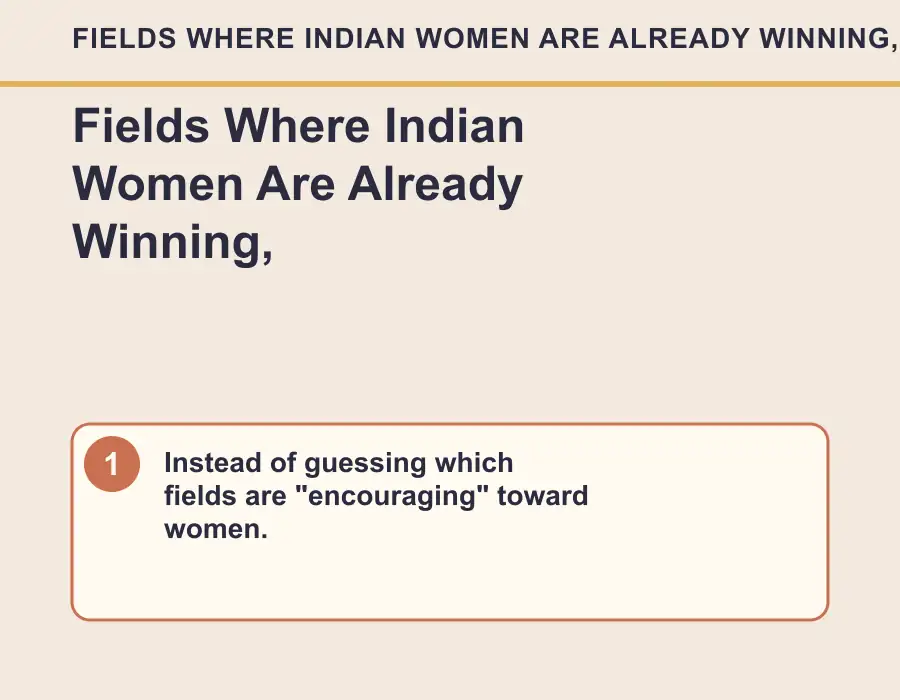 FIELDS WHERE INDIAN WOMEN ARE ALREADY WINNING,
Fields Where Indian
Women Are Already
Winning,
1
Instead of guessing which
fields are "encouraging" toward
women.